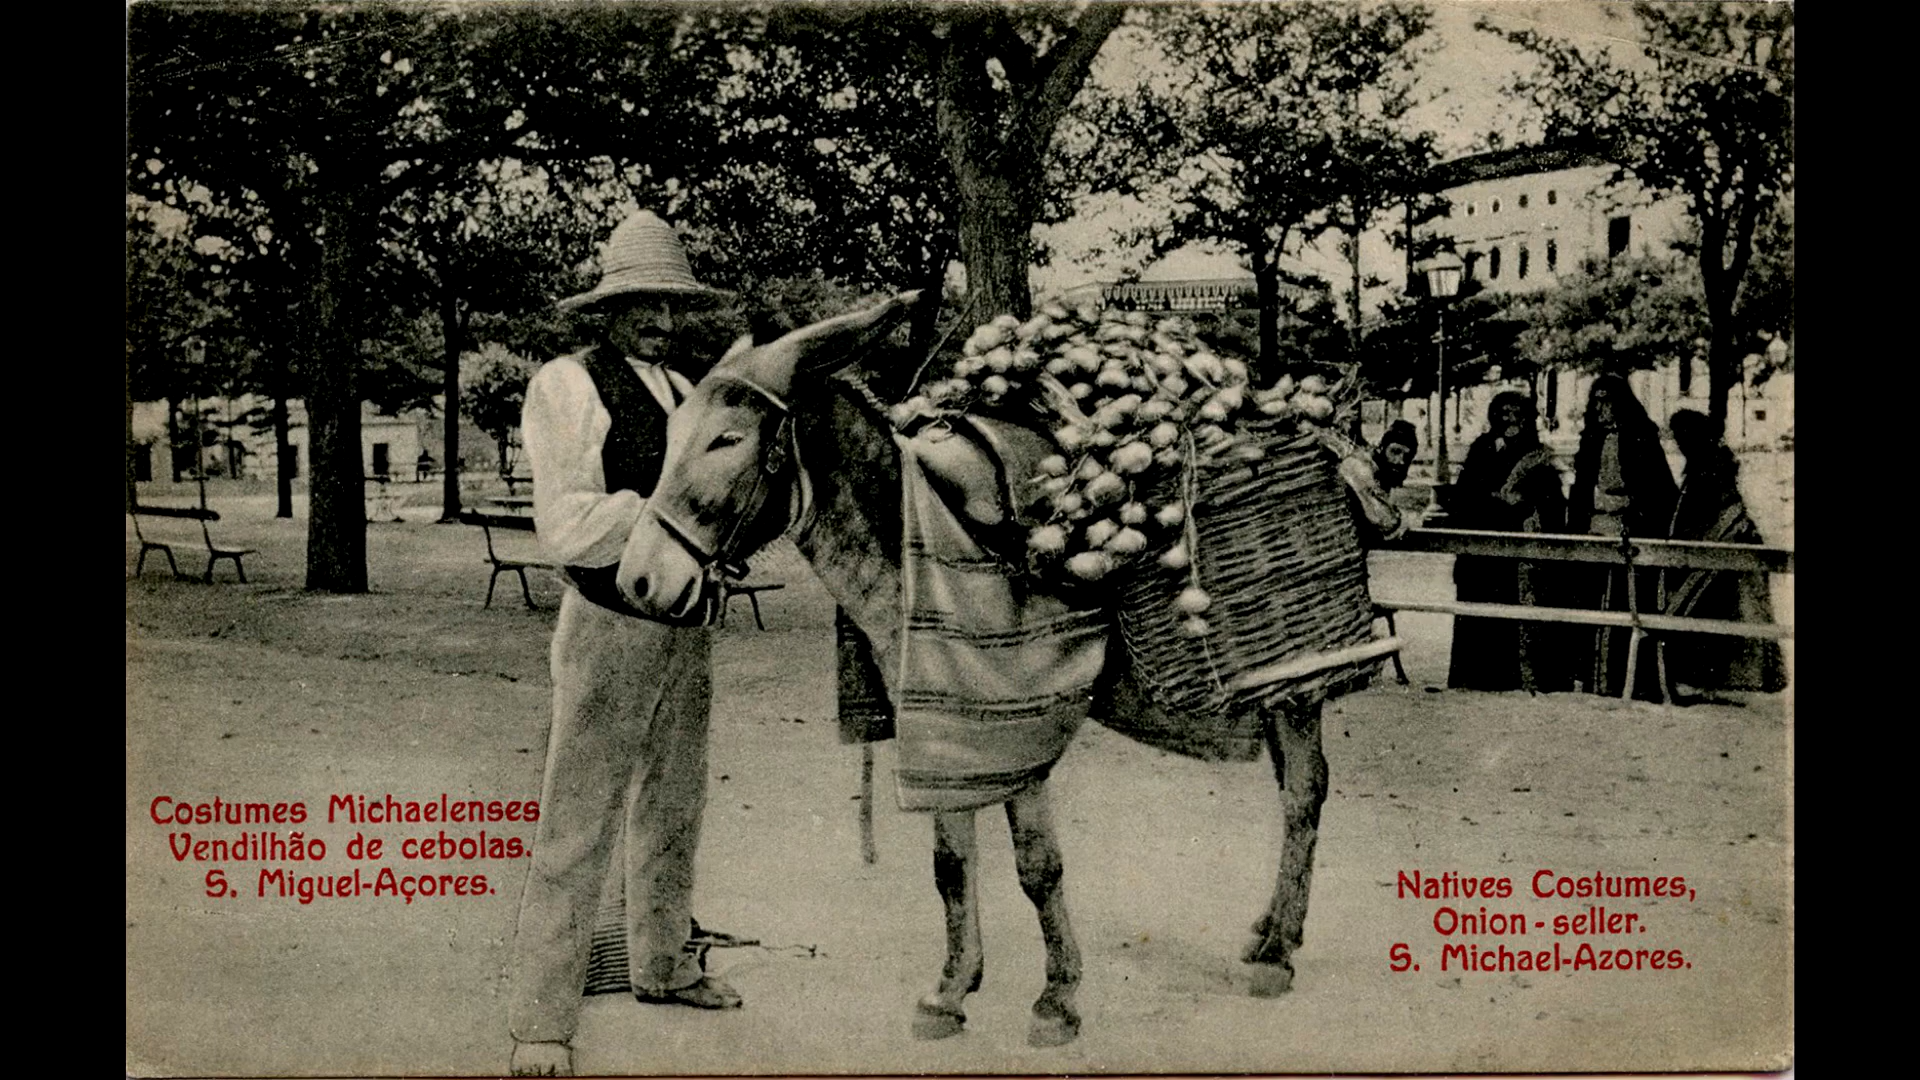 Costumes Michaelenses
Vendilhão de cebolas.
S. Miguel-Açores.
Natives Costumes,
Onion-seller.
S. Michael-Azores.